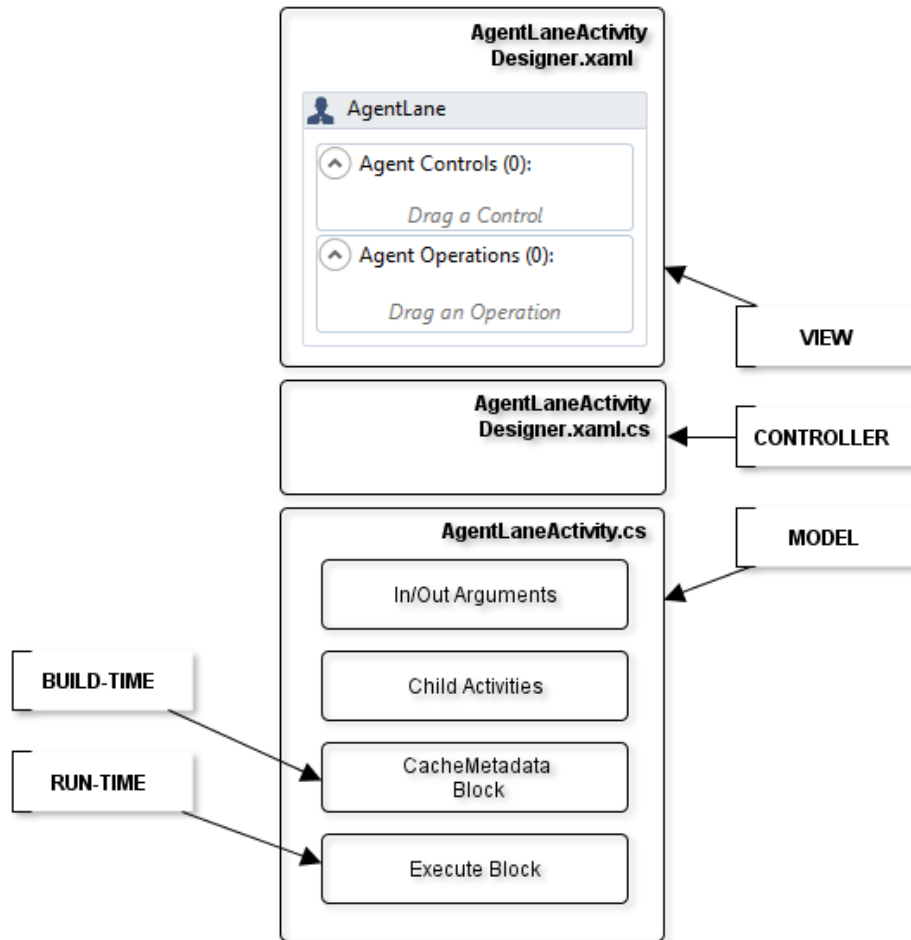 AgentLaneActivity
Designer.xaml
AgentLane
Agent Controls (0):
Drag a Control
Agent Operations (0):
Drag an Operation
VIEW
AgentLaneActivity
Designer.xaml.cs
CONTROLLER
AgentLaneActivity.cs
MODEL
In/Out Arguments
Child Activities
BUILD-TIME
CacheMetadata
Block
RUN-TIME
Execute Block